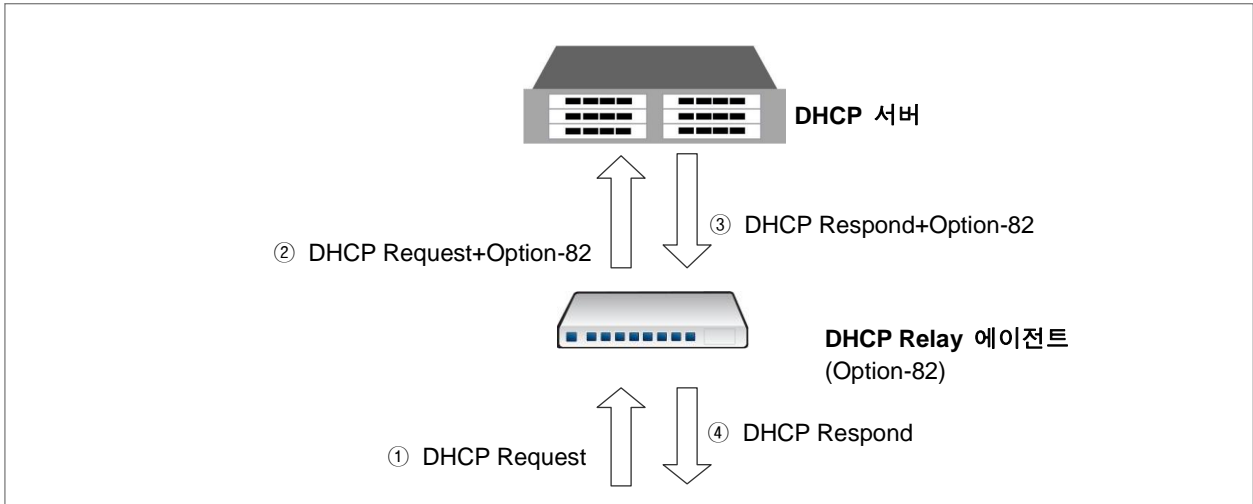 DHCP 서버
③ DHCP Respond+Option-82
② DHCP Request+Option-82
DHCP Relay 에이전트
(Option-82)
④ DHCP Respond
① DHCP Request